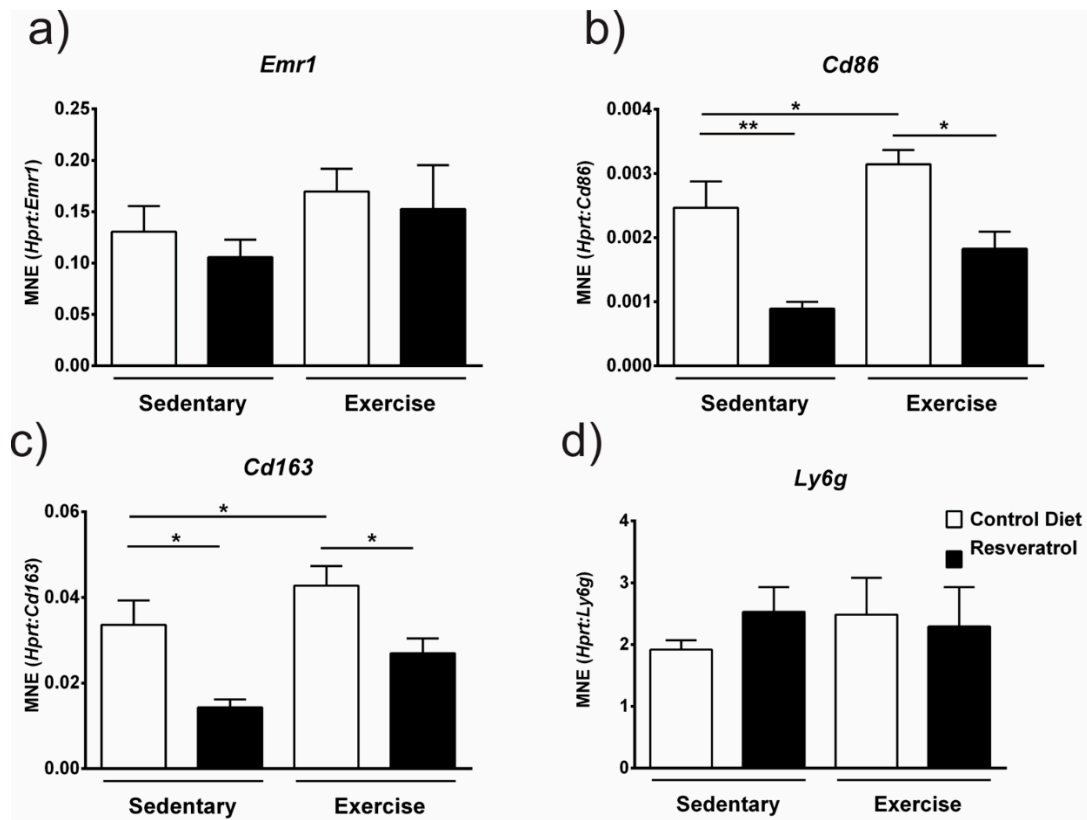 a)
Emr1
MNE (Hprt:Emr1)
0.25
0.20
0.15
0.10
0.05
0.00
Sedentary
Exercise
b)
Cd86
MNE (Hprt:Cd86)
0.004
0.003
0.002
0.001
0.000
*
**
*
Sedentary
Exercise
c)
Cd163
MNE (Hprt:Cd163)
0.06
0.04
0.02
0.00
*
*
*
Sedentary
Exercise
d)
Ly6g
MNE (Hprt:Ly6g)
4
3
2
1
0
Control Diet
Resveratrol
Sedentary
Exercise